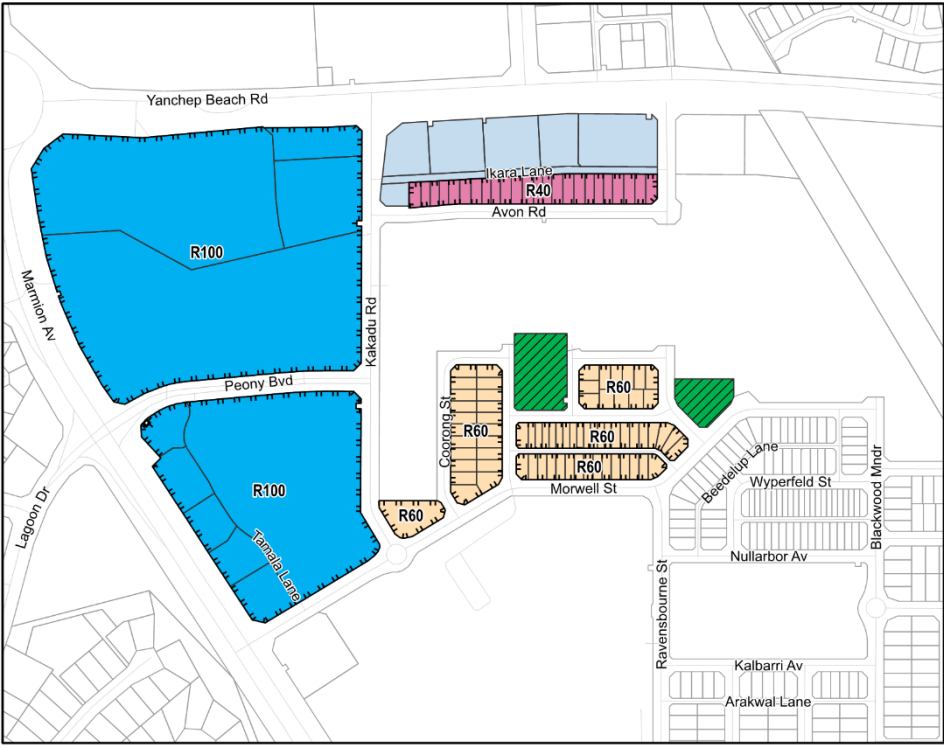 Yanchep Beach Rd
Ikara Lane
R40
Avon Rd
R100
Marmion Av
Kakadu Rd
Peony Bvd
R60
Coorong St
R60
R60
R60
Beedelup Lane
Wyperfeld St
Blackwood Mndr
R100
Morwell St
R60
Lagoon Dr
Tamala Lane
Nullarbor Av
Ravensbourne St
Kalbarri Av
Arakwal Lane